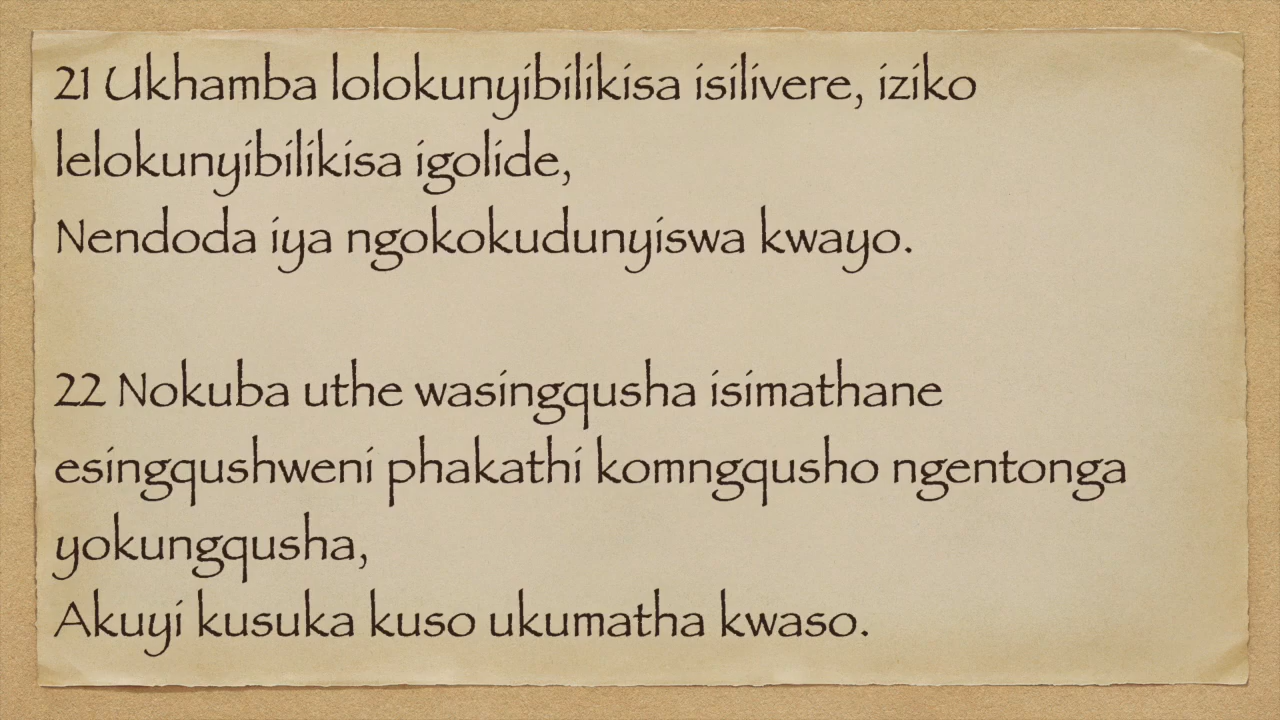 21 Ukhamba lolokunyibilikisa isilivere, iziko
lelokunyibilikisa igolide,
Nendoda iya ngokokudunyiswa kwayo.
22 Nokuba uthe wasingqusha isimathane
esingqushweni phakathi komngqusho ngentonga
yokungqusha,
Akuyi kusuka kuso ukumatha kwaso.